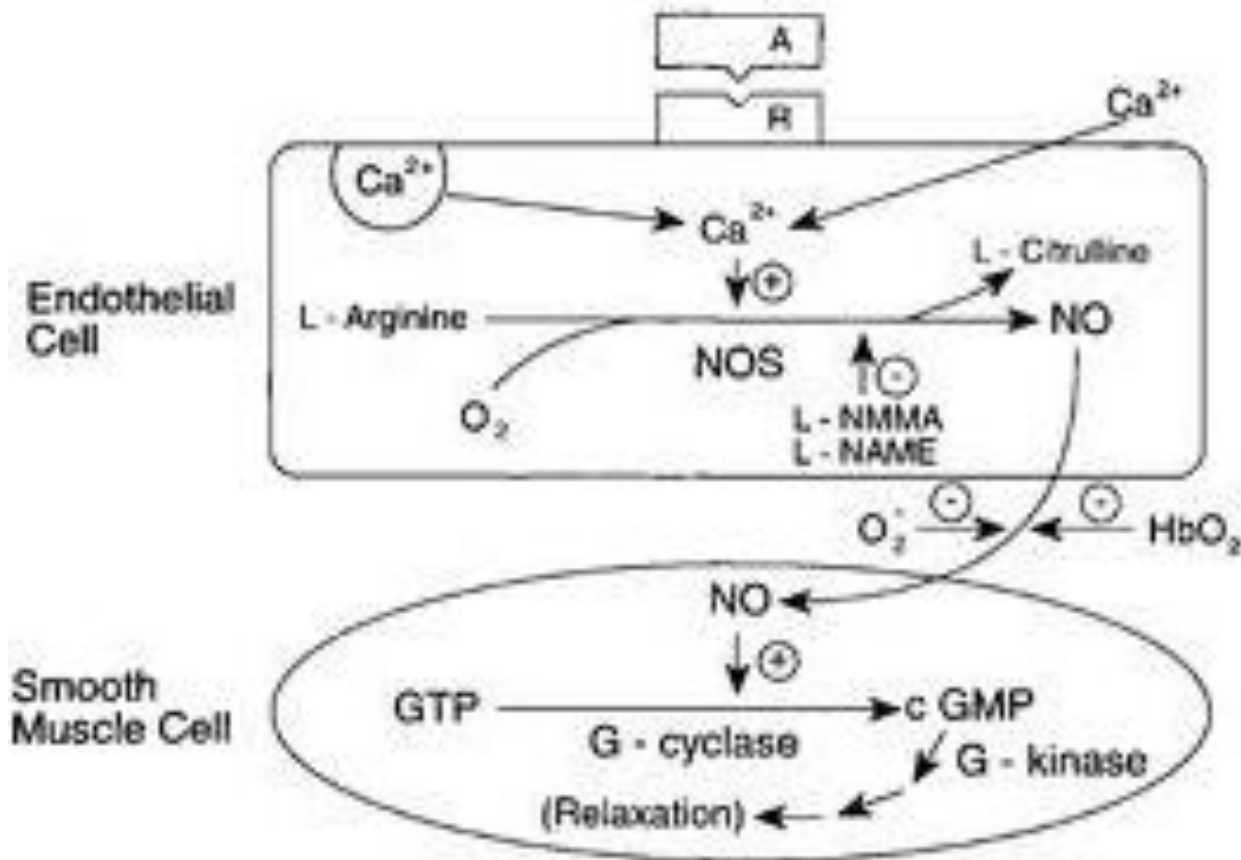 A
R
Ca2+
Ca2+
Ca2+
L - Citrulline
Endothelial
Cell
L - Arginine
NO
NOS
O2
L - NMMA
L - NAME
O2-
HbO2
NO
Smooth
Muscle Cell
GTP
c GMP
G - cyclase
G - kinase
(Relaxation)